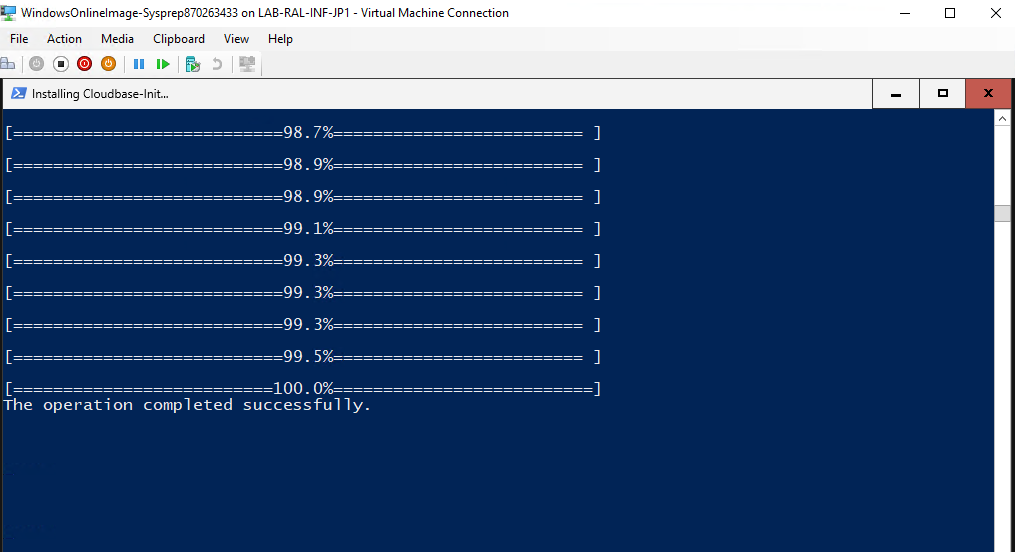 WindowsOnlineImage-Sysprep870263433 on LAB-RAL-INF-JP1 - Virtual Machine Connection
File Action Media Clipboard View Help
Installing Cloudbase-Init...
[===========================98.7%========================= ]
[===========================98.9%========================= ]
[===========================98.9%========================= ]
[===========================99.1%========================= ]
[===========================99.3%========================= ]
[===========================99.3%========================= ]
[===========================99.3%========================= ]
[===========================99.5%========================= ]
[==========================100.0%==========================]
The operation completed successfully.